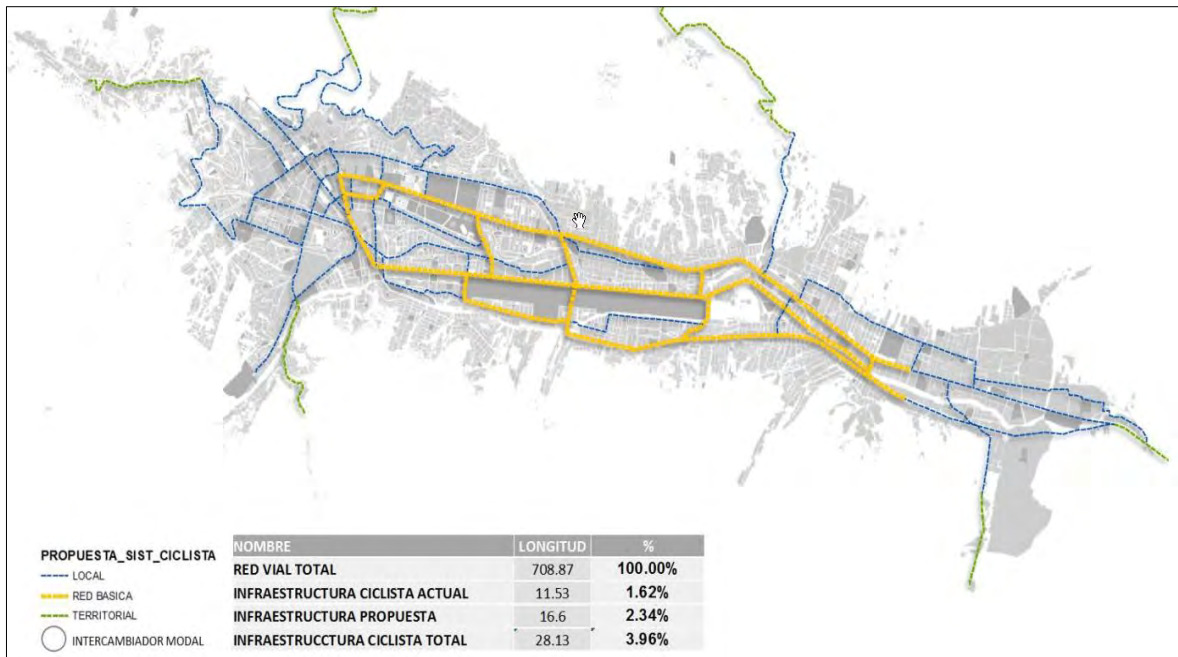 PROPUESTA_SIST_CICLISTA
LOCAL
RED BASICA
TERRITORIAL
INTERCAMBIADOR MODAL
NOMBRE LONGITUD %
RED VIAL TOTAL 708.87 100.00%
INFRAESTRUCTURA CICLISTA ACTUAL 11.53 1.62%
INFRAESTRUCTURA PROPUESTA 16.6 2.34%
INFRAESTRUCCTURA CICLISTA TOTAL 28.13 3.96%